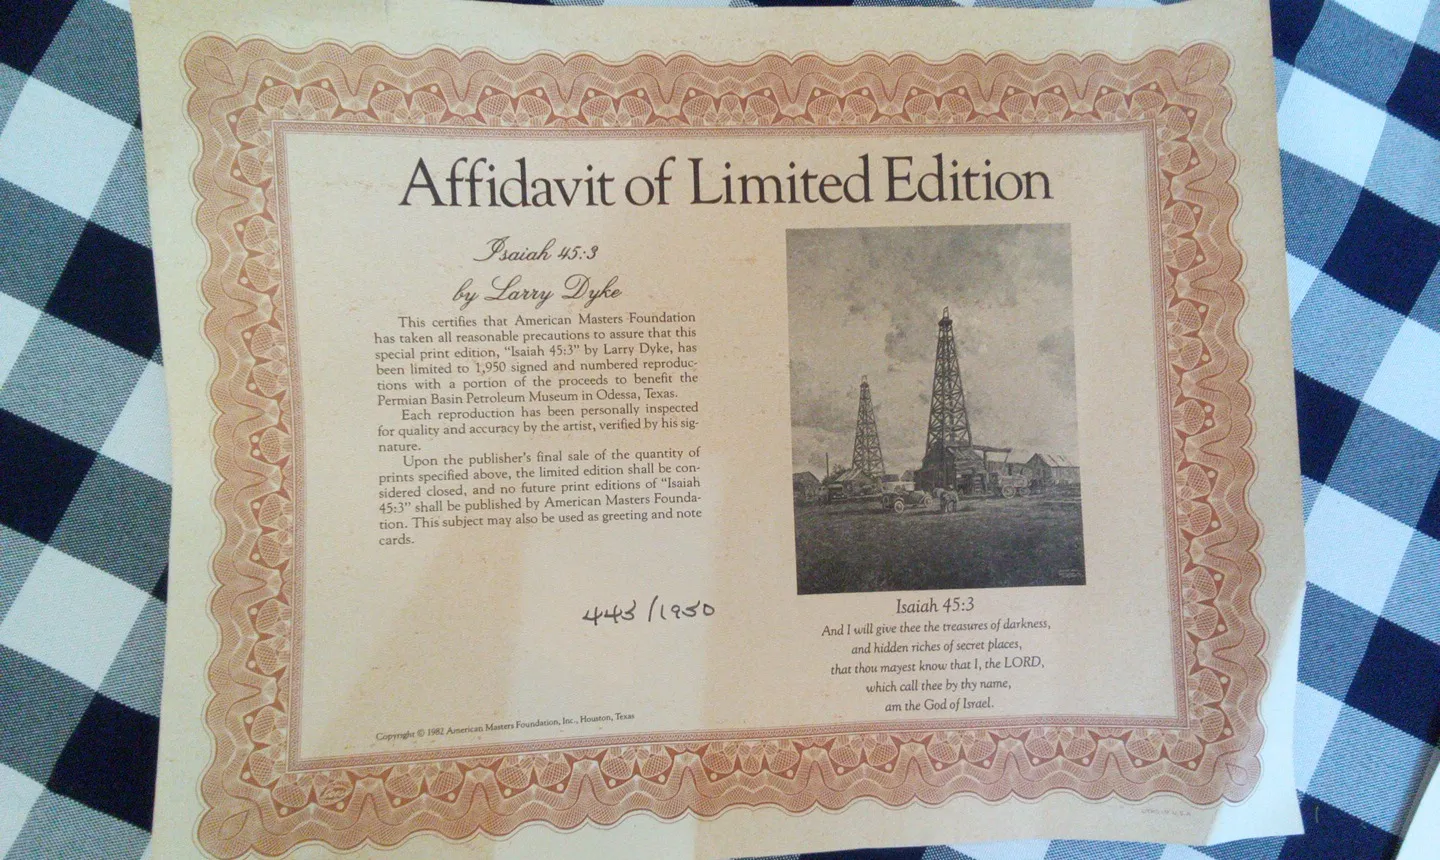 Affidavit of Limited Edition
Isaiah 45:3
by Larry Dyke
This certifies that American Masters Foundation
has taken all reasonable precautions to assure that this
special print edition, “Isaiah 45:3” by Larry Dyke, has
been limited to 1,950 signed and numbered reproduc-
tions with a portion of the proceeds to benefit the
Permian Basin Petroleum Museum in Odessa, Texas.
Each reproduction has been personally inspected
for quality and accuracy by the artist, verified by his sig-
nature.
Upon the publisher's final sale of the quantity of
prints specified above, the limited edition shall be con-
sidered closed, and no future print editions of “Isaiah
45:3” shall be published by American Masters Founda-
tion. This subject may also be used as greeting and note
cards.
443/1950
Copyright © 1982 American Masters Foundation, Inc., Houston, Texas
Isaiah 45:3
And I will give thee the treasures of darkness,
and hidden riches of secret places,
that thou mayest know that I, the LORD,
which call thee by thy name,
am the God of Israel.